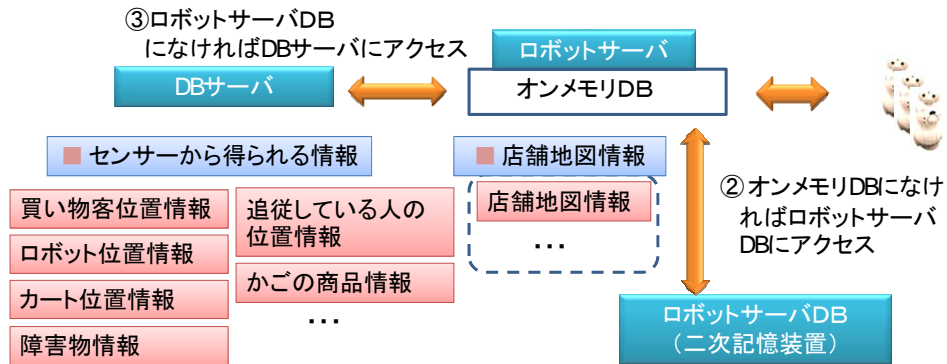 ③ロボットサーバDB
になければDBサーバにアクセス
ロボットサーバ
DBサーバ
オンメモリDB
■ センサーから得られる情報
■ 店舗地図情報
②オンメモリDBになけ
ればロボットサーバ
DBにアクセス
買い物客位置情報
追従している人の
位置情報
店舗地図情報
...
ロボット位置情報
カート位置情報
かごの商品情報
...
障害物情報
ロボットサーバDB
(二次記憶装置)